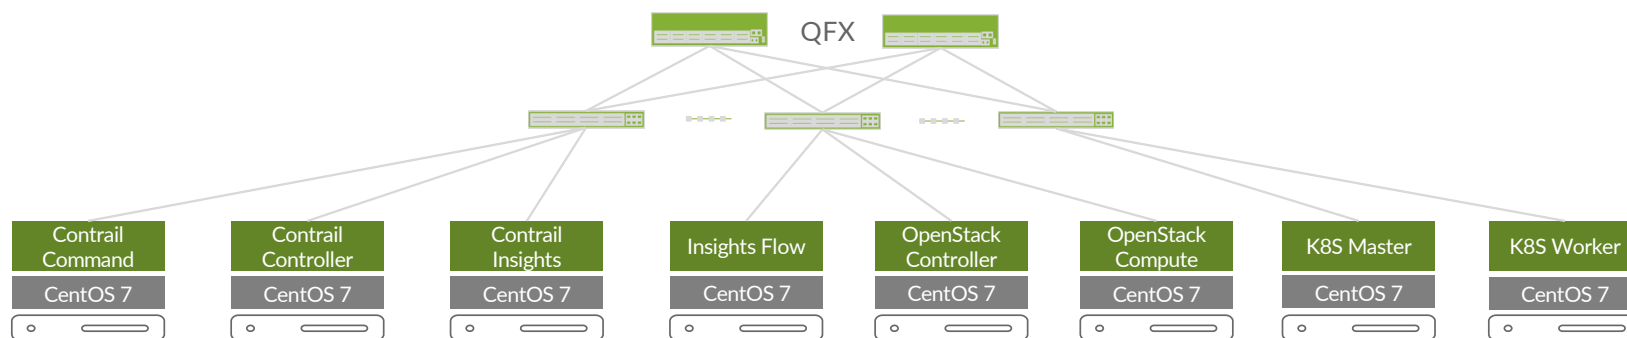 QFX
Contrail
Command
Contrail
Controller
Contrail
Insights
Insights Flow
OpenStack
Controller
OpenStack
Compute
K8S Master
K8S Worker
CentOS 7
CentOS 7
CentOS 7
CentOS 7
CentOS 7
CentOS 7
CentOS 7
CentOS 7